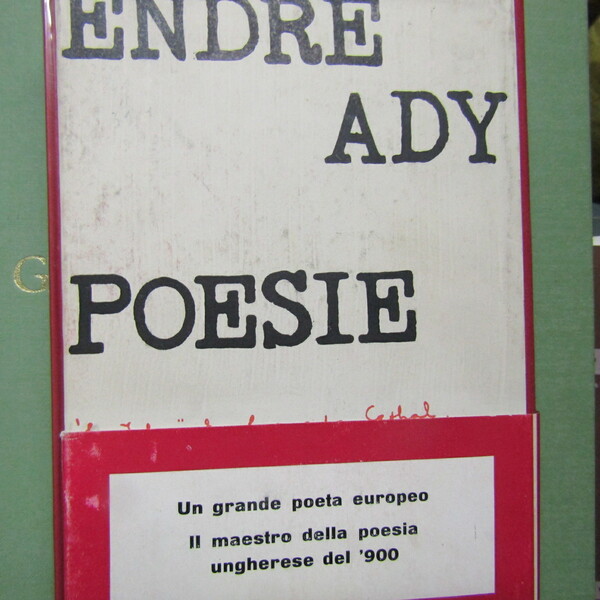 ENDRE
ADY
G
POESIE
Un grande poeta europeo
Il maestro della poesia
ungherese del '900